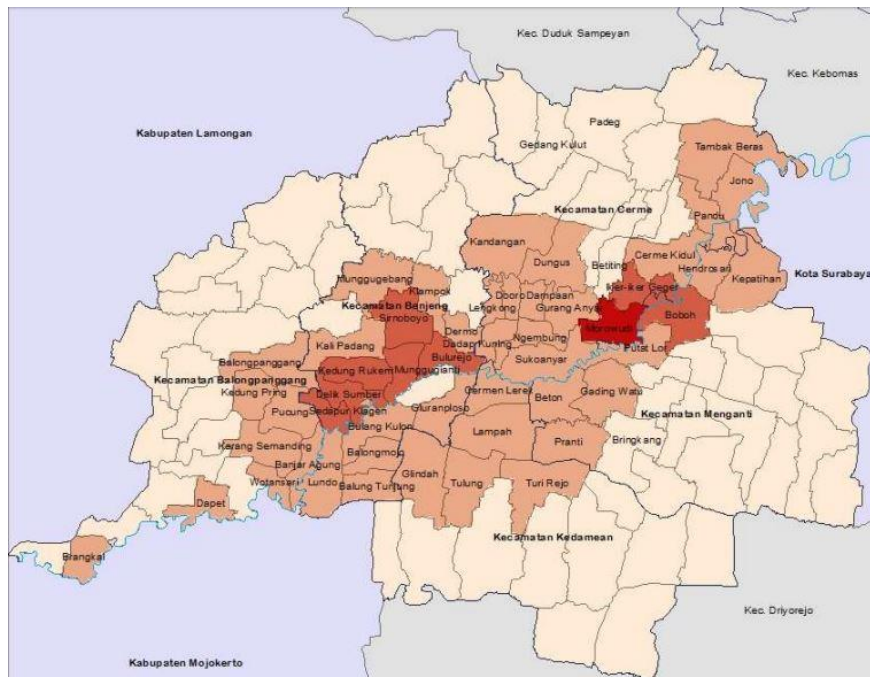 Kec. Duduk Sampeyan
Kec. Kebomas
Kabupaten Lamongan
Padeg
Gedang Kulut
Tambak Beras
Jono
Kecamatan Cerme
Pandu
Kandangan
Dungus
Betiting
Cerme Kidul
Hendrosari
Kepatihan
Kota Surabaya
Munggugebang
Klampok
Iker-iker Geger
Dooro
Dampaan
Lengkong
Gurang Anyar
Boboh
Kecamatan Benjeng
Sirnoboyo
Morowudi
Dermo
Ngembung
Putat Lor
Kali Padang
Dadap Kuning
Bulurejo
Sukoanyar
Balongpanggang
Kedung Rukem
Munggugianti
Kecamatan Balongpanggang
Kedung Pring
Delik Sumber
Cermen Lerek
Beton
Gading Watu
Pucung
Sedapur Klagen
Gluranploso
Kecamatan Menganti
Bulang Kulon
Lampah
Kerang Semanding
Balongmojo
Pranti
Bringkang
Banjar Agung
Wotansari
Lundo
Balung Tunjung
Glindah
Tulung
Turi Rejo
Dapet
Kecamatan Kedamean
Brangkal
Kec. Driyorejo
Kabupaten Mojokerto